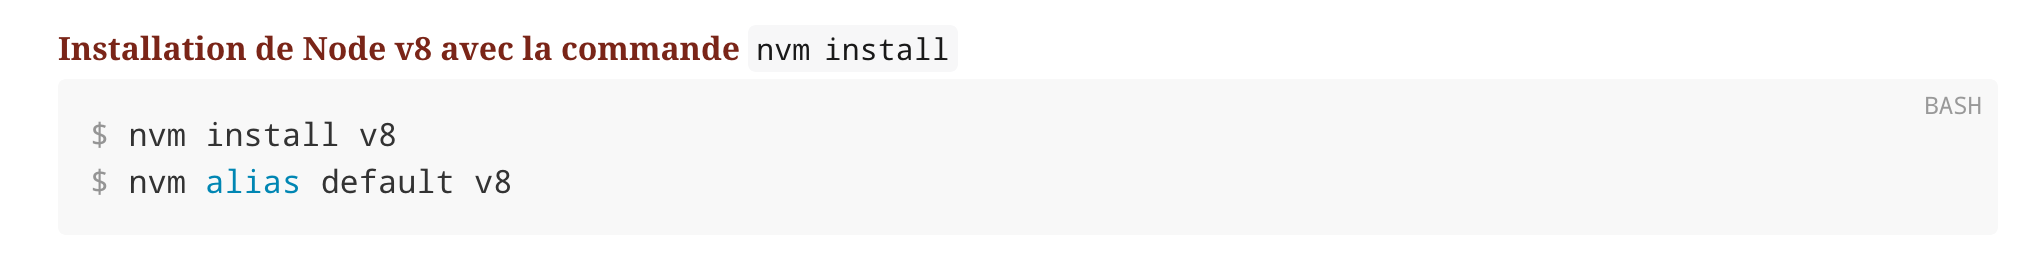 Installation de Node v8 avec la commande nvm install
BASH
$ nvm install v8
$ nvm alias default v8